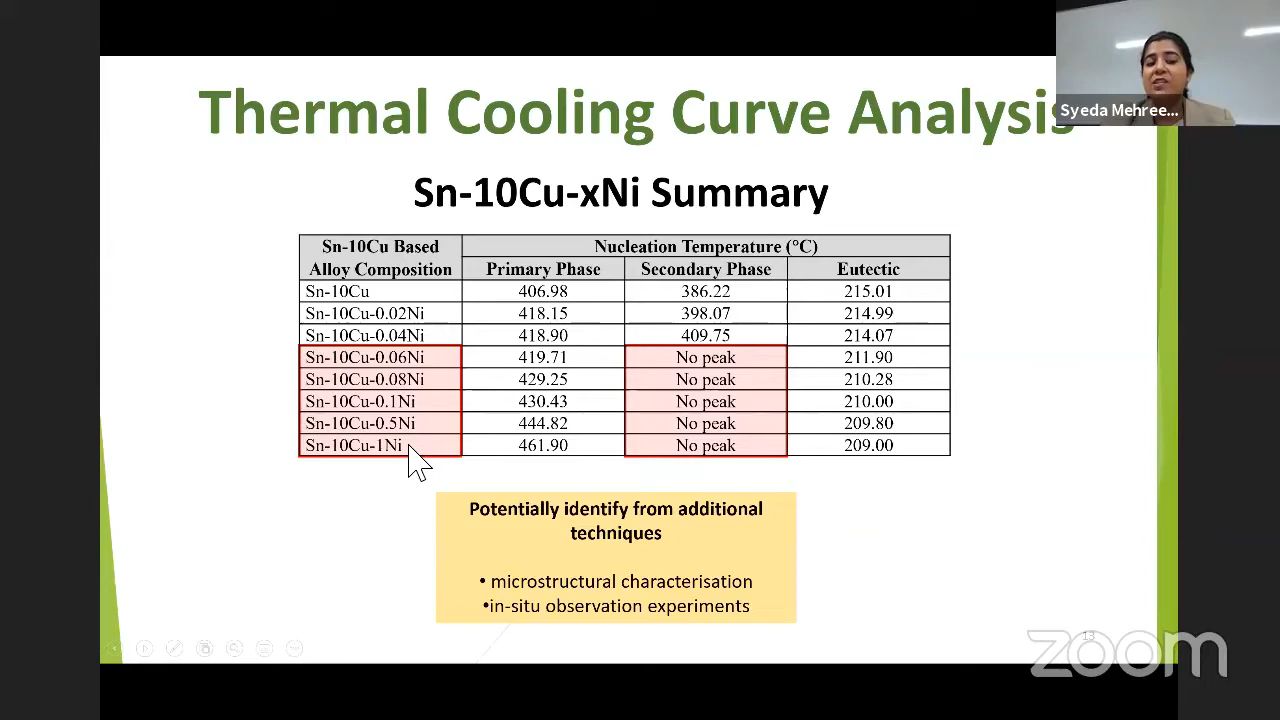 Thermal Cooling Curve Analysis
Syeda Mehree...
Sn-10Cu-xNi Summary
Sn-10Cu Based Alloy Composition
Nucleation Temperature (°C)
Primary Phase Secondary Phase Eutectic
Sn-10Cu 406.98 386.22 215.01
Sn-10Cu-0.02Ni 418.15 398.07 214.99
Sn-10Cu-0.04Ni 418.90 409.75 214.07
Sn-10Cu-0.06Ni 419.71 No peak 211.90
Sn-10Cu-0.08Ni 429.25 No peak 210.28
Sn-10Cu-0.1Ni 430.43 No peak 210.00
Sn-10Cu-0.5Ni 444.82 No peak 209.80
Sn-10Cu-1Ni 461.90 No peak 209.00
Potentially identify from additional
techniques
• microstructural characterisation
•in-situ observation experiments
13
zoom